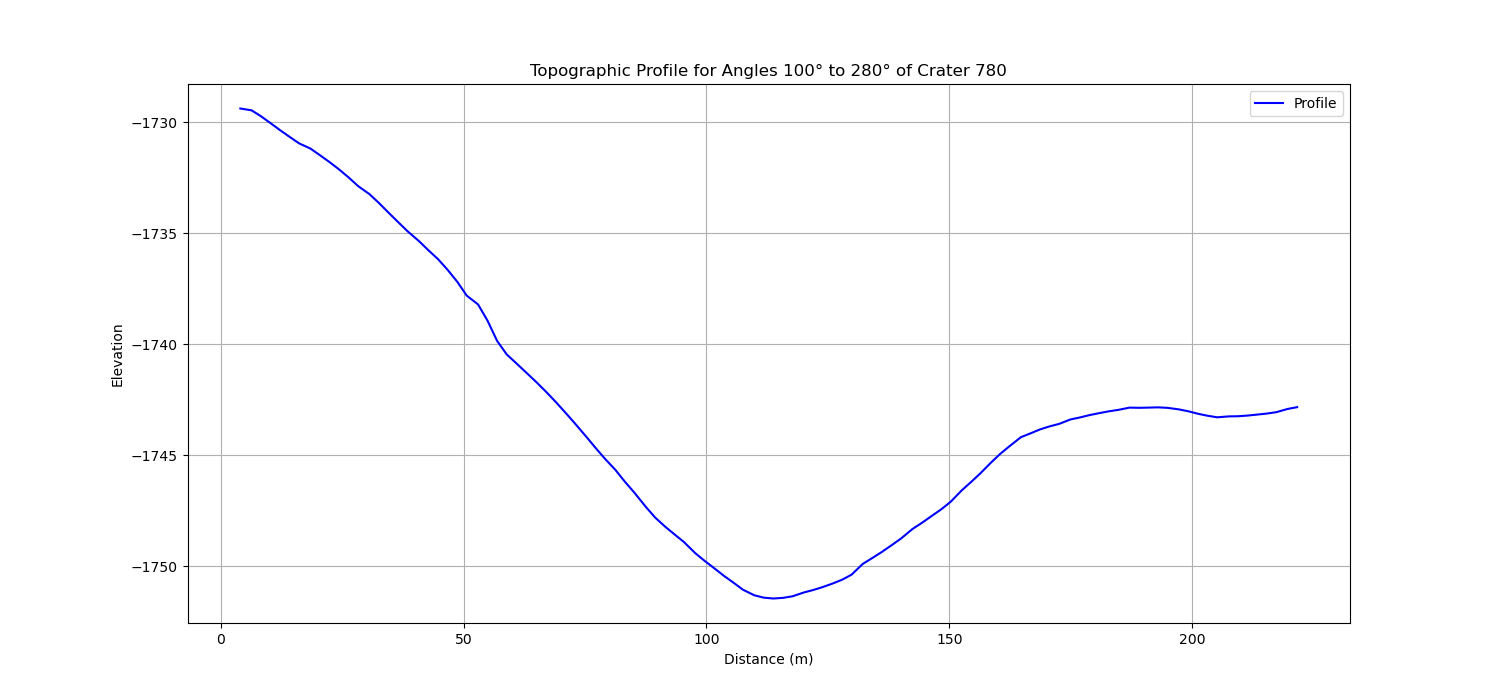 Topographic Profile for Angles 100° to 280° of Crater 780
Profile
Elevation
−1730
−1735
−1740
−1745
−1750
0 50 100 150 200
Distance (m)